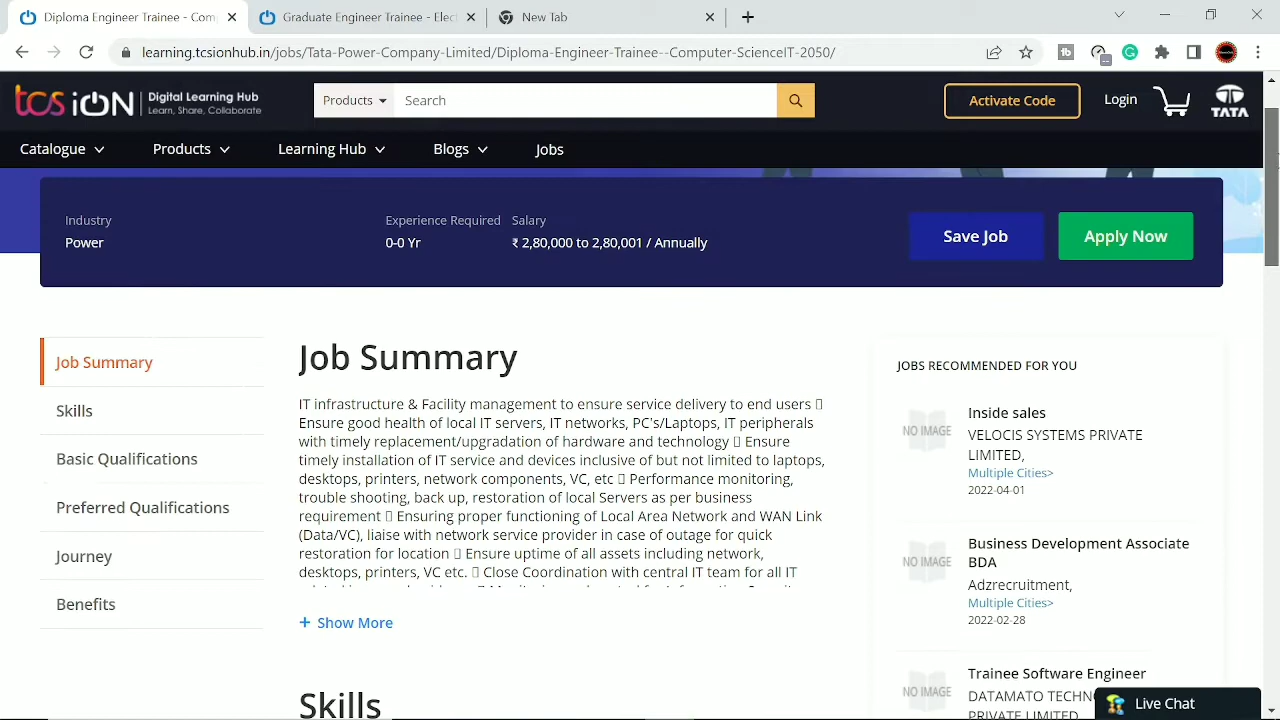 Diploma Engineer Trainee - Com
Graduate Engineer Trainee - Elec
New Tab
learning.tcsionhub.in/jobs/Tata-Power-Company-Limited/Diploma-Engineer-Trainee--Computer-ScienceIT-2050/
tcs iON
Digital Learning Hub
Learn, Share, Collaborate
Products
Search
Activate Code
Login
TATA
Catalogue
Products
Learning Hub
Blogs
Jobs
Industry
Experience Required
Salary
Power
0-0 Yr
₹ 2,80,000 to 2,80,001 / Annually
Save Job
Apply Now
Job Summary
Skills
Basic Qualifications
Preferred Qualifications
Journey
Benefits
Job Summary
IT infrastructure & Facility management to ensure service delivery to end users
Ensure good health of local IT servers, IT networks, PC's/Laptops, IT peripherals
with timely replacement/upgradation of hardware and technology Ensure
timely installation of IT service and devices inclusive of but not limited to laptops,
desktops, printers, network components, VC, etc Performance monitoring,
trouble shooting, back up, restoration of local Servers as per business
requirement Ensuring proper functioning of Local Area Network and WAN Link
(Data/VC), liaise with network service provider in case of outage for quick
restoration for location Ensure uptime of all assets including network,
desktops, printers, VC etc. Close Coordination with central IT team for all IT
+ Show More
Skills
JOBS RECOMMENDED FOR YOU
NO IMAGE
Inside sales
VELOCIS SYSTEMS PRIVATE
LIMITED,
Multiple Cities>
2022-04-01
NO IMAGE
Business Development Associate
BDA
Adzrecruitment,
Multiple Cities>
2022-02-28
NO IMAGE
Trainee Software Engineer
DATAMATO TECHN
PRIVATE LIMITED
Live Chat